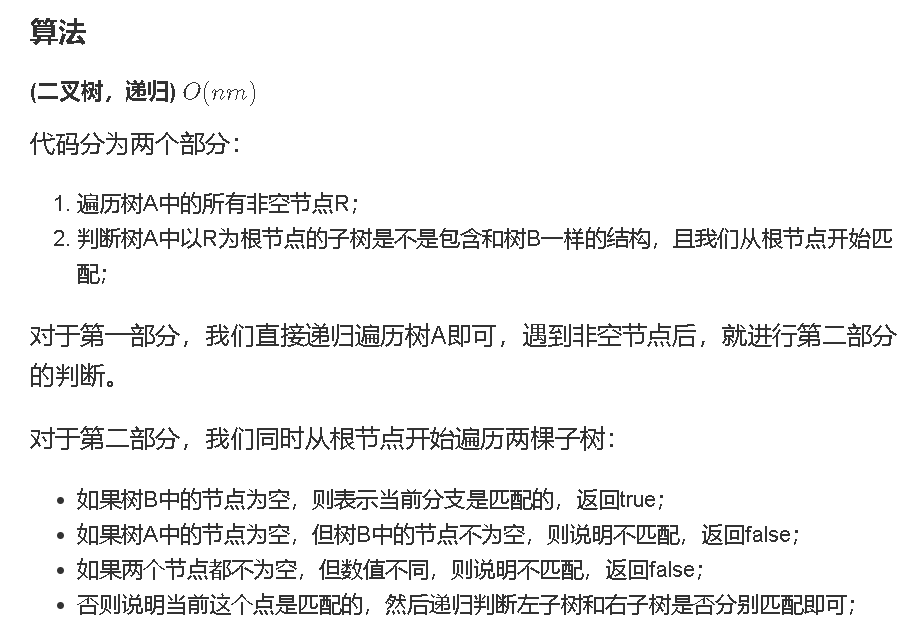 算法
(二叉树，递归) O(nm)
代码分为两个部分：
1. 遍历树A中的所有非空节点R；
2. 判断树A中以R为根节点的子树是不是包含和树B一样的结构，且我们从根节点开始匹
配；
对于第一部分，我们直接递归遍历树A即可，遇到非空节点后，就进行第二部分
的判断。
对于第二部分，我们同时从根节点开始遍历两棵子树：
• 如果树B中的节点为空，则表示当前分支是匹配的，返回true；
• 如果树A中的节点为空，但树B中的节点不为空，则说明不匹配，返回false；
• 如果两个节点都不为空，但数值不同，则说明不匹配，返回false；
• 否则说明当前这个点是匹配的，然后递归判断左子树和右子树是否分别匹配即可；